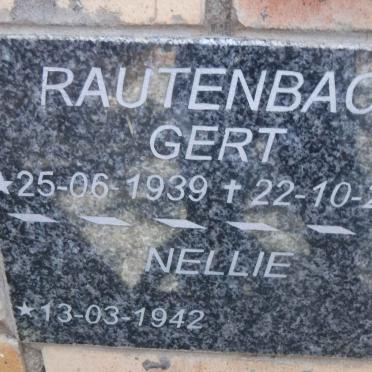 RAUTENBAC
GERT
★25-06-1939 † 22-10-2
NELLIE
★13-03-1942